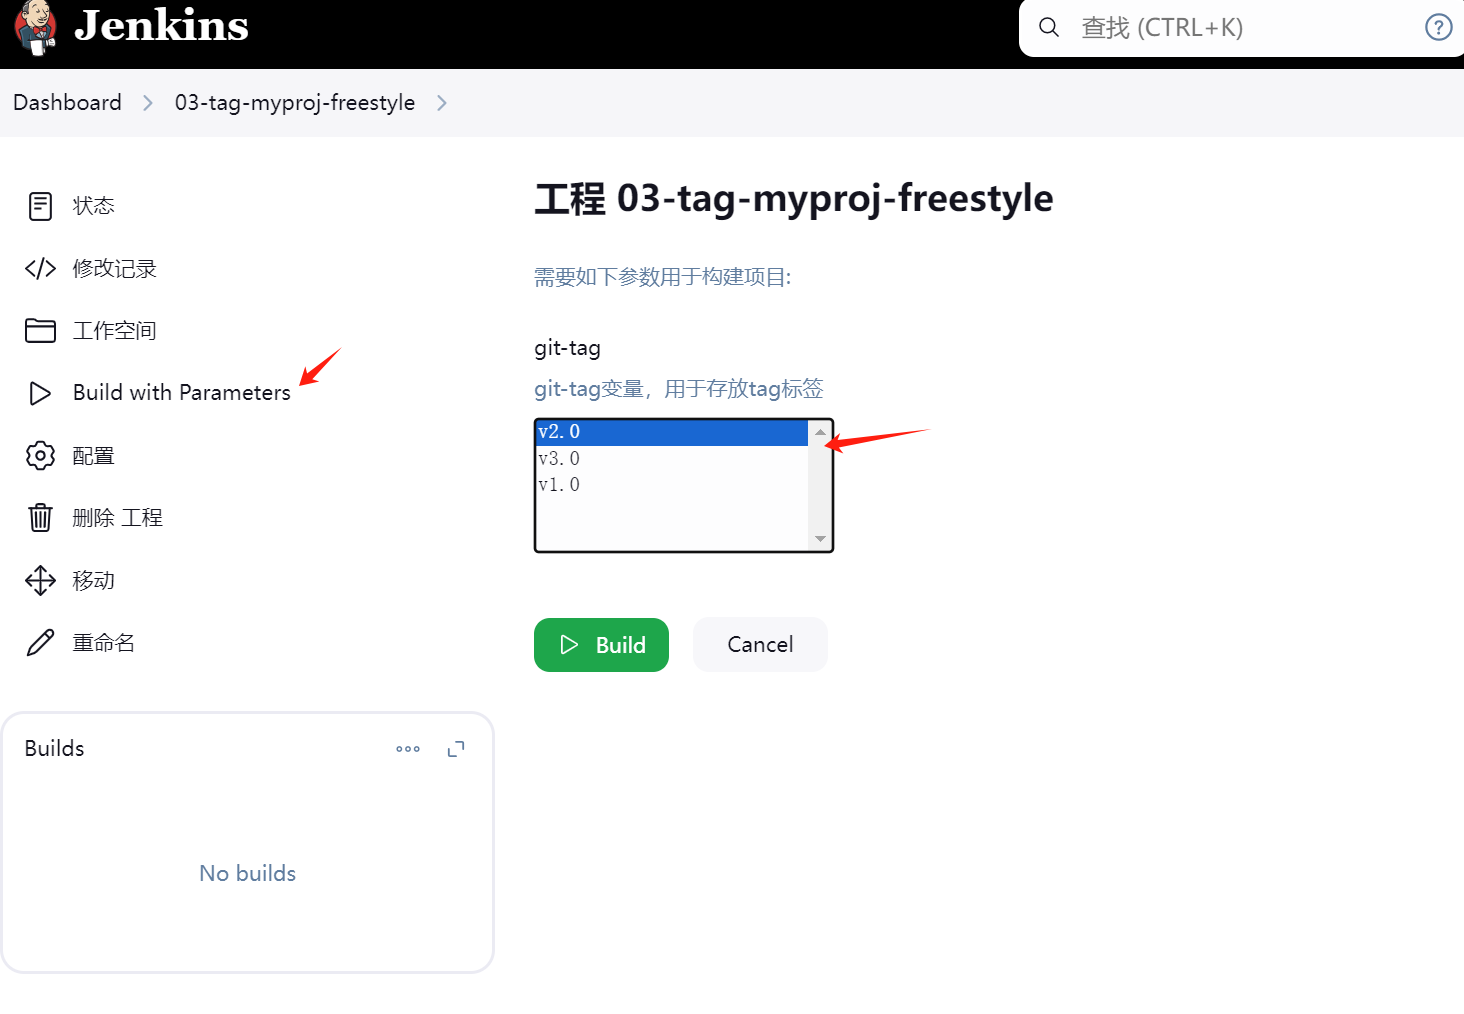 Jenkins
查找 (CTRL+K)
Dashboard
03-tag-myproj-freestyle
状态
修改记录
工作空间
Build with Parameters
配置
删除 工程
移动
重命名
Builds
No builds
工程 03-tag-myproj-freestyle
需要如下参数用于构建项目:
git-tag
git-tag变量，用于存放tag标签
v2.0
v3.0
v1.0
Build
Cancel